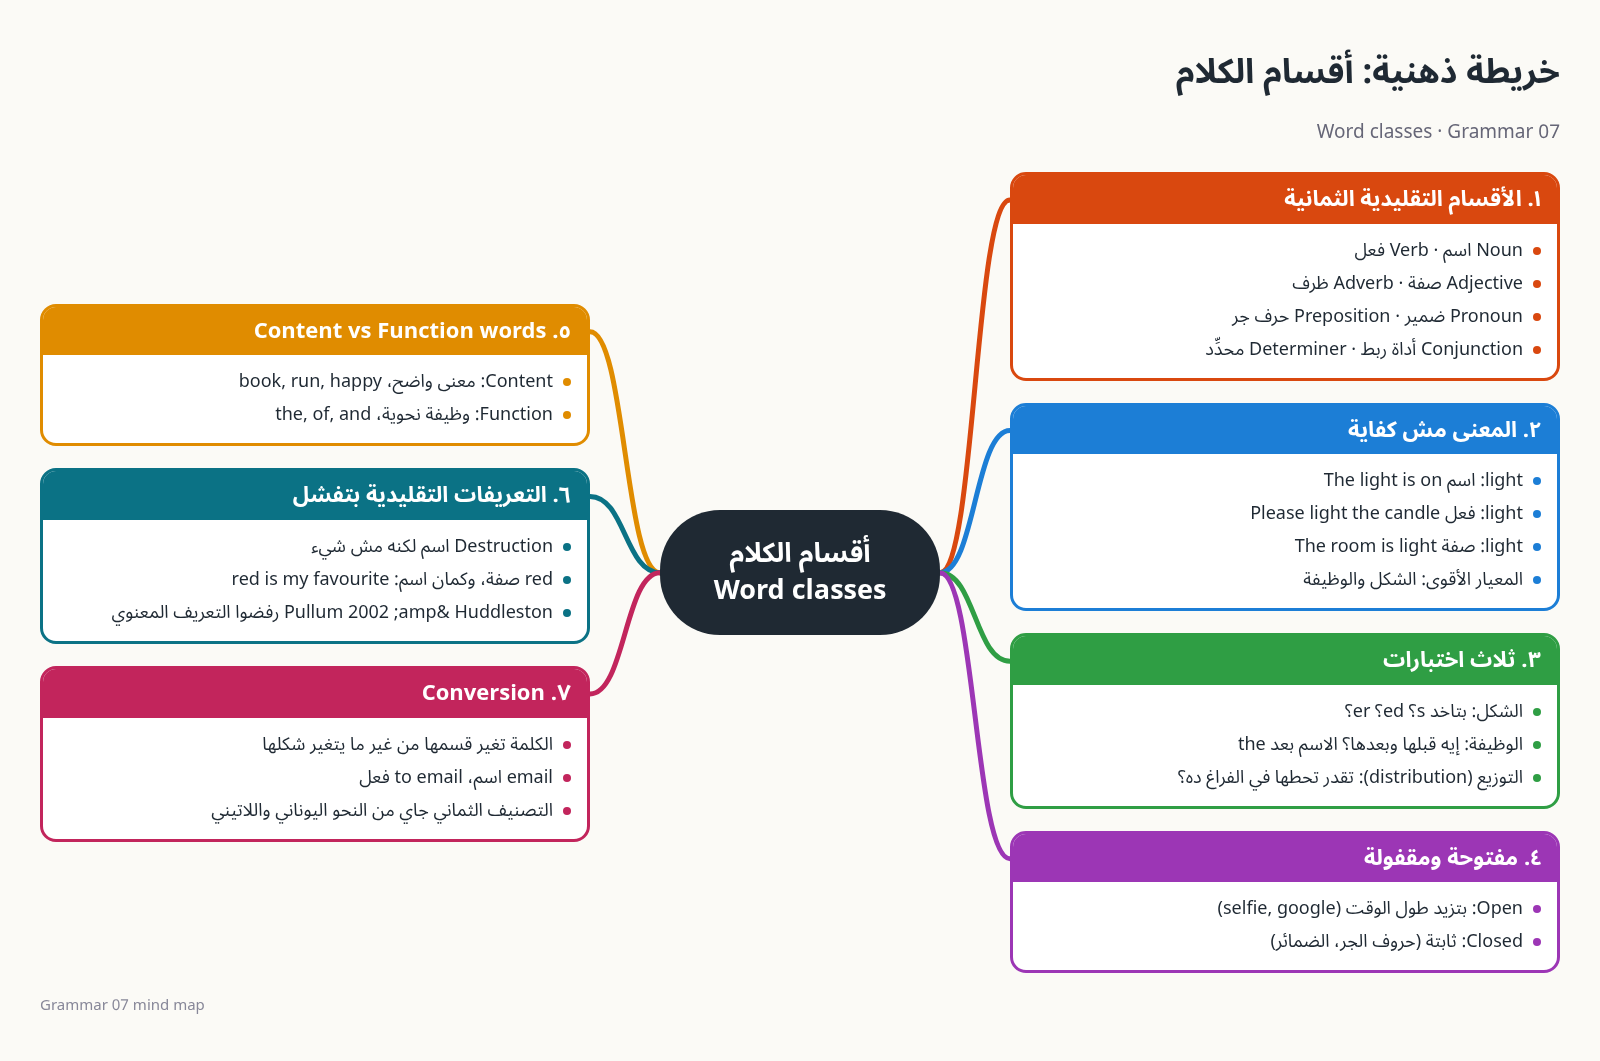 خريطة ذهنية: أقسام الكلام
Word classes · Grammar 07
١. الأقسام التقليدية الثمانية
Noun اسم · Verb فعل
Adjective صفة · Adverb ظرف
Pronoun ضمير · Preposition حرف جر
Conjunction أداة ربط · Determiner محدِّد
٢. المعنى مش كفاية
light: اسم The light is on
light: فعل Please light the candle
light: صفة The room is light
المعيار الأقوى: الشكل والوظيفة
٣. ثلاث اختبارات
الشكل: بتاخد s؟ ed؟ er؟
الوظيفة: إيه قبلها وبعدها؟ الاسم بعد the
التوزيع (distribution): تقدر تحطها في الفراغ ده؟
٤. مفتوحة ومقفولة
Open: بتزيد طول الوقت (selfie, google)
Closed: ثابتة (حروف الجر، الضمائر)
أقسام الكلام
Word classes
٥. Content vs Function words
Content: معنى واضح، book, run, happy
Function: وظيفة نحوية، the, of, and
٦. التعريفات التقليدية بتفشل
Destruction اسم لكنه مش شيء
red صفة، وكمان اسم: red is my favourite
Huddleston &amp; Pullum 2002 رفضوا التعريف المعنوي
٧. Conversion
الكلمة تغير قسمها من غير ما يتغير شكلها
email اسم، to email فعل
التصنيف الثماني جاي من النحو اليوناني واللاتيني
Grammar 07 mind map